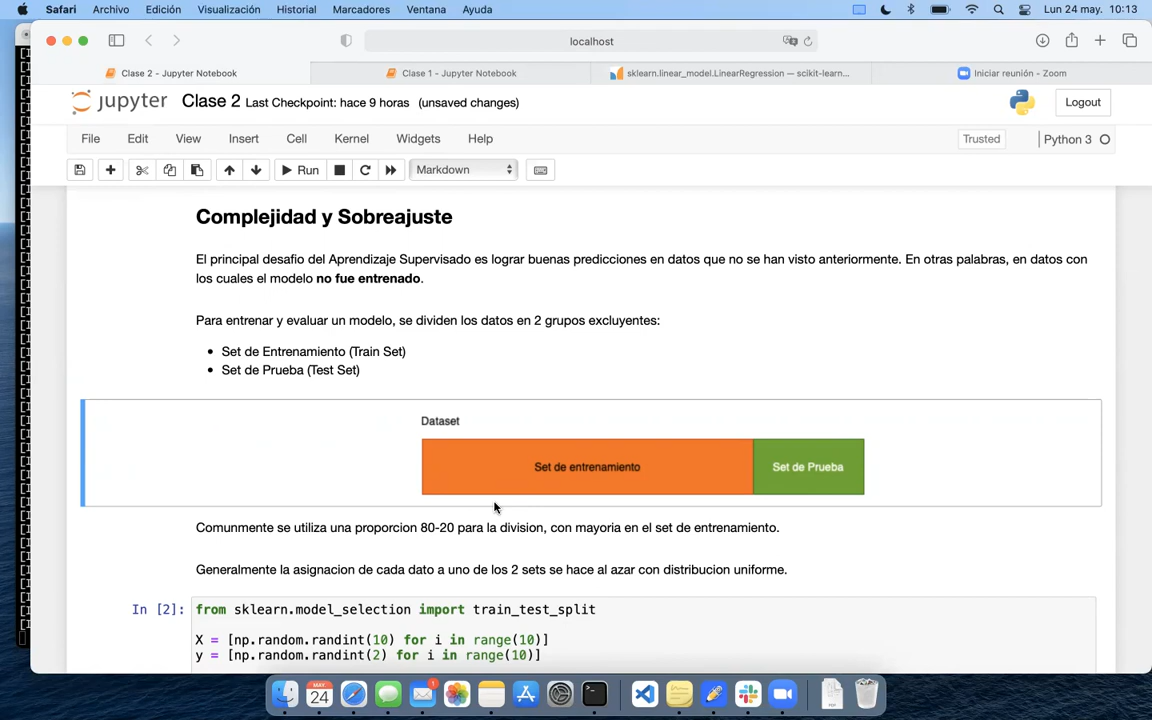 Safari Archivo Edición Visualización Historial Marcadores Ventana Ayuda Lun 24 may. 10:13
localhost
Clase 2 - Jupyter Notebook Clase 1 - Jupyter Notebook sklearn.linear_model.LinearRegression — scikit-learn... Iniciar reunión - Zoom
jupyter Clase 2 Last Checkpoint: hace 9 horas (unsaved changes) Logout
File Edit View Insert Cell Kernel Widgets Help Trusted Python 3
Run Markdown
Complejidad y Sobreajuste
El principal desafio del Aprendizaje Supervisado es lograr buenas predicciones en datos que no se han visto anteriormente. En otras palabras, en datos con
los cuales el modelo no fue entrenado.
Para entrenar y evaluar un modelo, se dividen los datos en 2 grupos excluyentes:
• Set de Entrenamiento (Train Set)
• Set de Prueba (Test Set)
Dataset
Set de entrenamiento Set de Prueba
Comunmente se utiliza una proporcion 80-20 para la division, con mayoria en el set de entrenamiento.
Generalmente la asignacion de cada dato a uno de los 2 sets se hace al azar con distribucion uniforme.
In [2]: from sklearn.model_selection import train_test_split
X = [np.random.randint(10) for i in range(10)]
y = [np.random.randint(2) for i in range(10)]
MAY
24
1